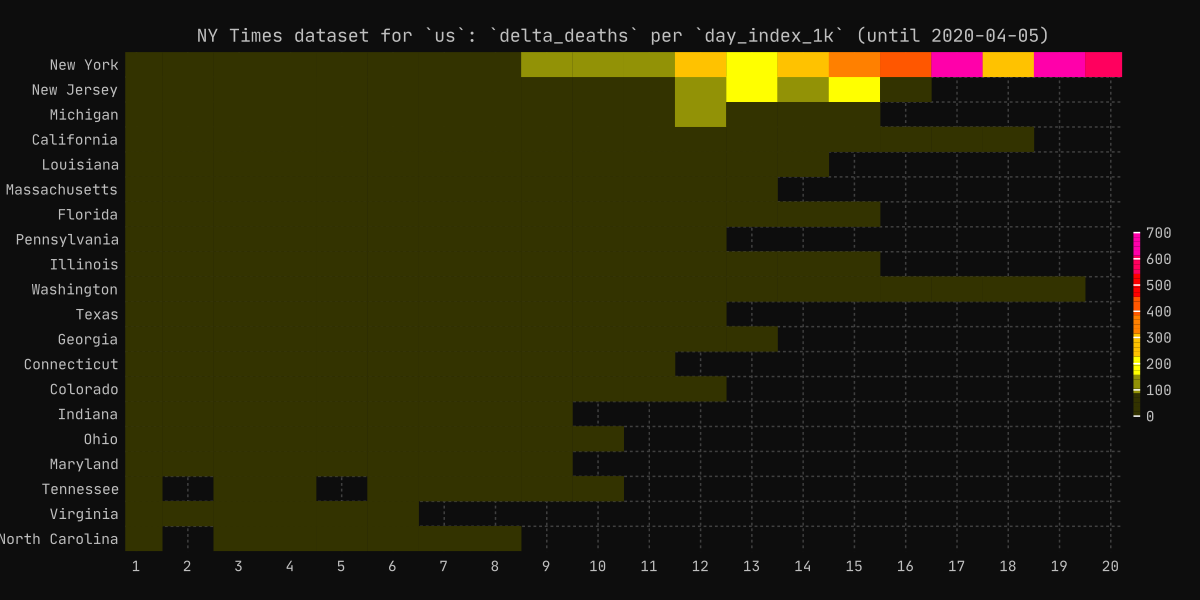 NY Times dataset for `us`: `delta_deaths` per `day_index_1k` (until 2020-04-05)
New York
New Jersey
Michigan
California
Louisiana
Massachusetts
Florida
Pennsylvania
Illinois
Washington
Texas
Georgia
Connecticut
Colorado
Indiana
Ohio
Maryland
Tennessee
Virginia
North Carolina
1 2 3 4 5 6 7 8 9 10 11 12 13 14 15 16 17 18 19 20
700
600
500
400
300
200
100
0